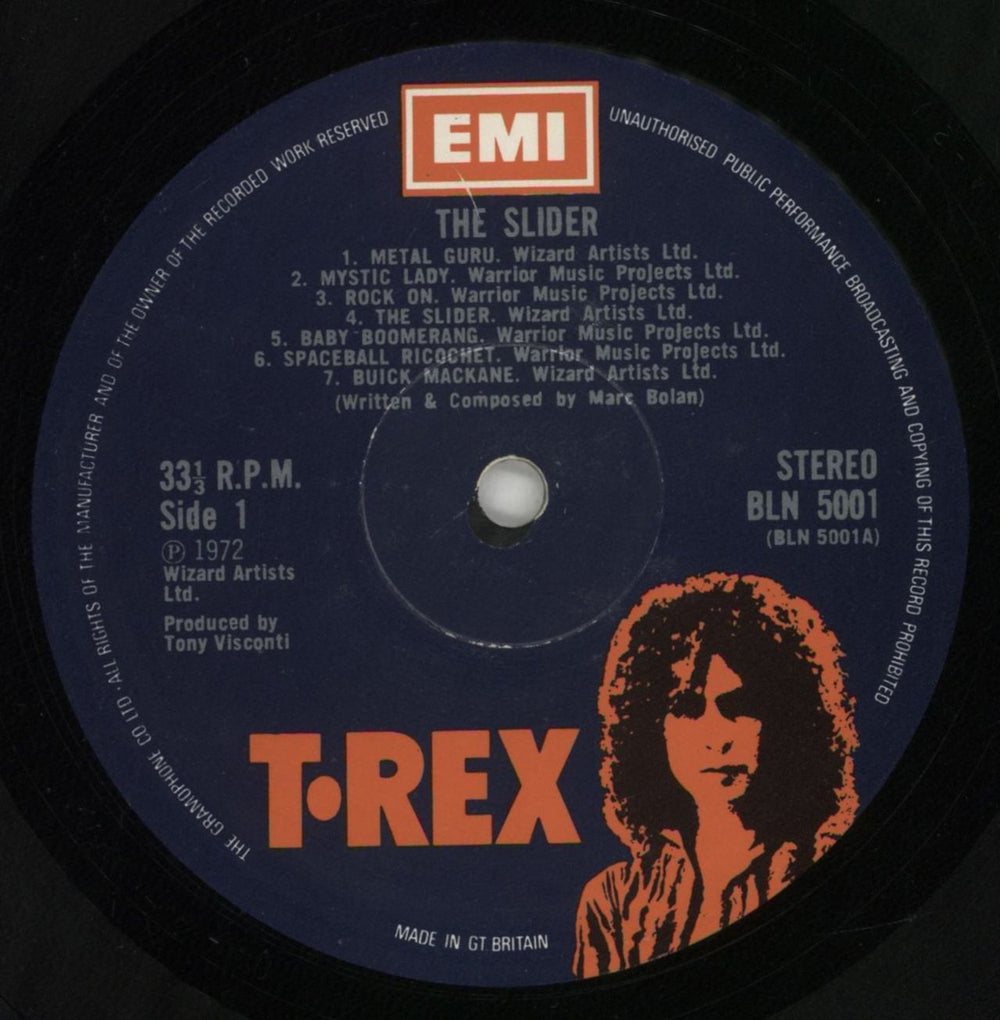 EMI
THE GRAMOPHONE CO LTD · ALL RIGHTS OF THE MANUFACTURER AND OF THE OWNER OF THE RECORDED WORK RESERVED
UNAUTHORISED PUBLIC PERFORMANCE BROADCASTING AND COPYING OF THIS RECORD PROHIBITED
THE SLIDER
1. METAL GURU. Wizard Artists Ltd.
2. MYSTIC LADY. Warrior Music Projects Ltd.
3. ROCK ON. Warrior Music Projects Ltd.
4. THE SLIDER. Wizard Artists Ltd.
5. BABY BOOMERANG. Warrior Music Projects Ltd.
6. SPACEBALL RICOCHET. Warrior Music Projects Ltd.
7. BUICK MACKANE. Wizard Artists Ltd.
(Written & Composed by Marc Bolan)
33⅓ R.P.M.
Side 1
℗ 1972
Wizard Artists
Ltd.
Produced by
Tony Visconti
STEREO
BLN 5001
(BLN 5001A)
T·REX
MADE IN GT. BRITAIN